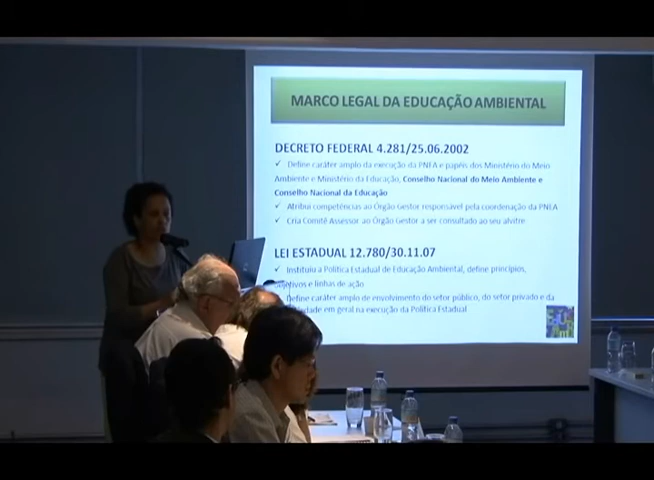 MARCO LEGAL DA EDUCAÇÃO AMBIENTAL
DECRETO FEDERAL 4.281/25.06.2002
✓ Define caráter amplo da execução da PNEA e papéis dos Ministério do Meio
Ambiente e Ministério da Educação, Conselho Nacional do Meio Ambiente e
Conselho Nacional da Educação
✓ Atribui competências ao Órgão Gestor responsável pela coordenação da PNEA
✓ Cria Comitê Assessor ao Órgão Gestor a ser consultado ao seu alvitre
LEI ESTADUAL 12.780/30.11.07
✓ Instituiu a Política Estadual de Educação Ambiental, define princípios,
objetivos e linhas de ação
Define caráter amplo de envolvimento do setor público, do setor privado e da
em geral na execução da Política Estadual